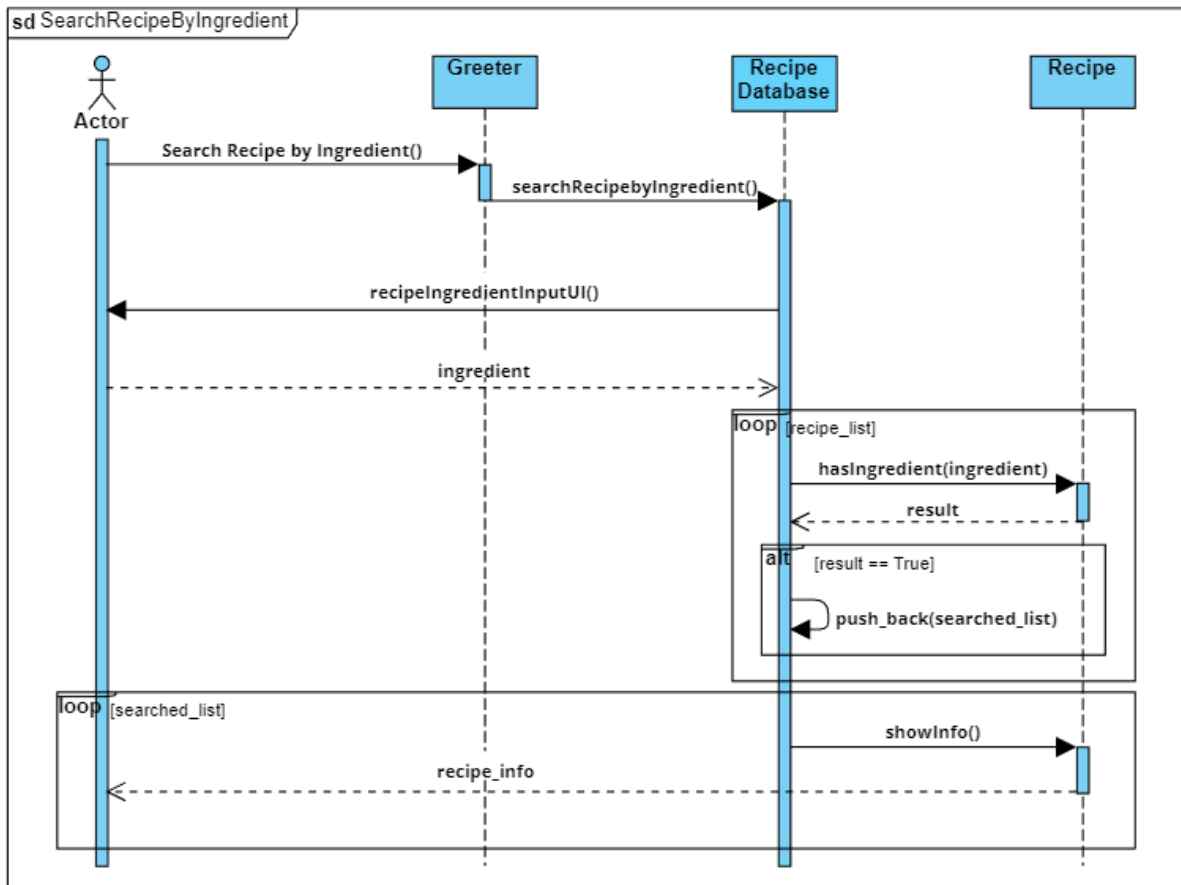 sd SearchRecipeByIngredient
Actor
Greeter
Recipe
Database
Recipe
Search Recipe by Ingredient()
searchRecipebyIngredient()
recipeIngredientInputUI()
ingredient
loop [recipe_list]
hasIngredient(ingredient)
result
alt [result == True]
push_back(searched_list)
loop [searched_list]
showInfo()
recipe_info